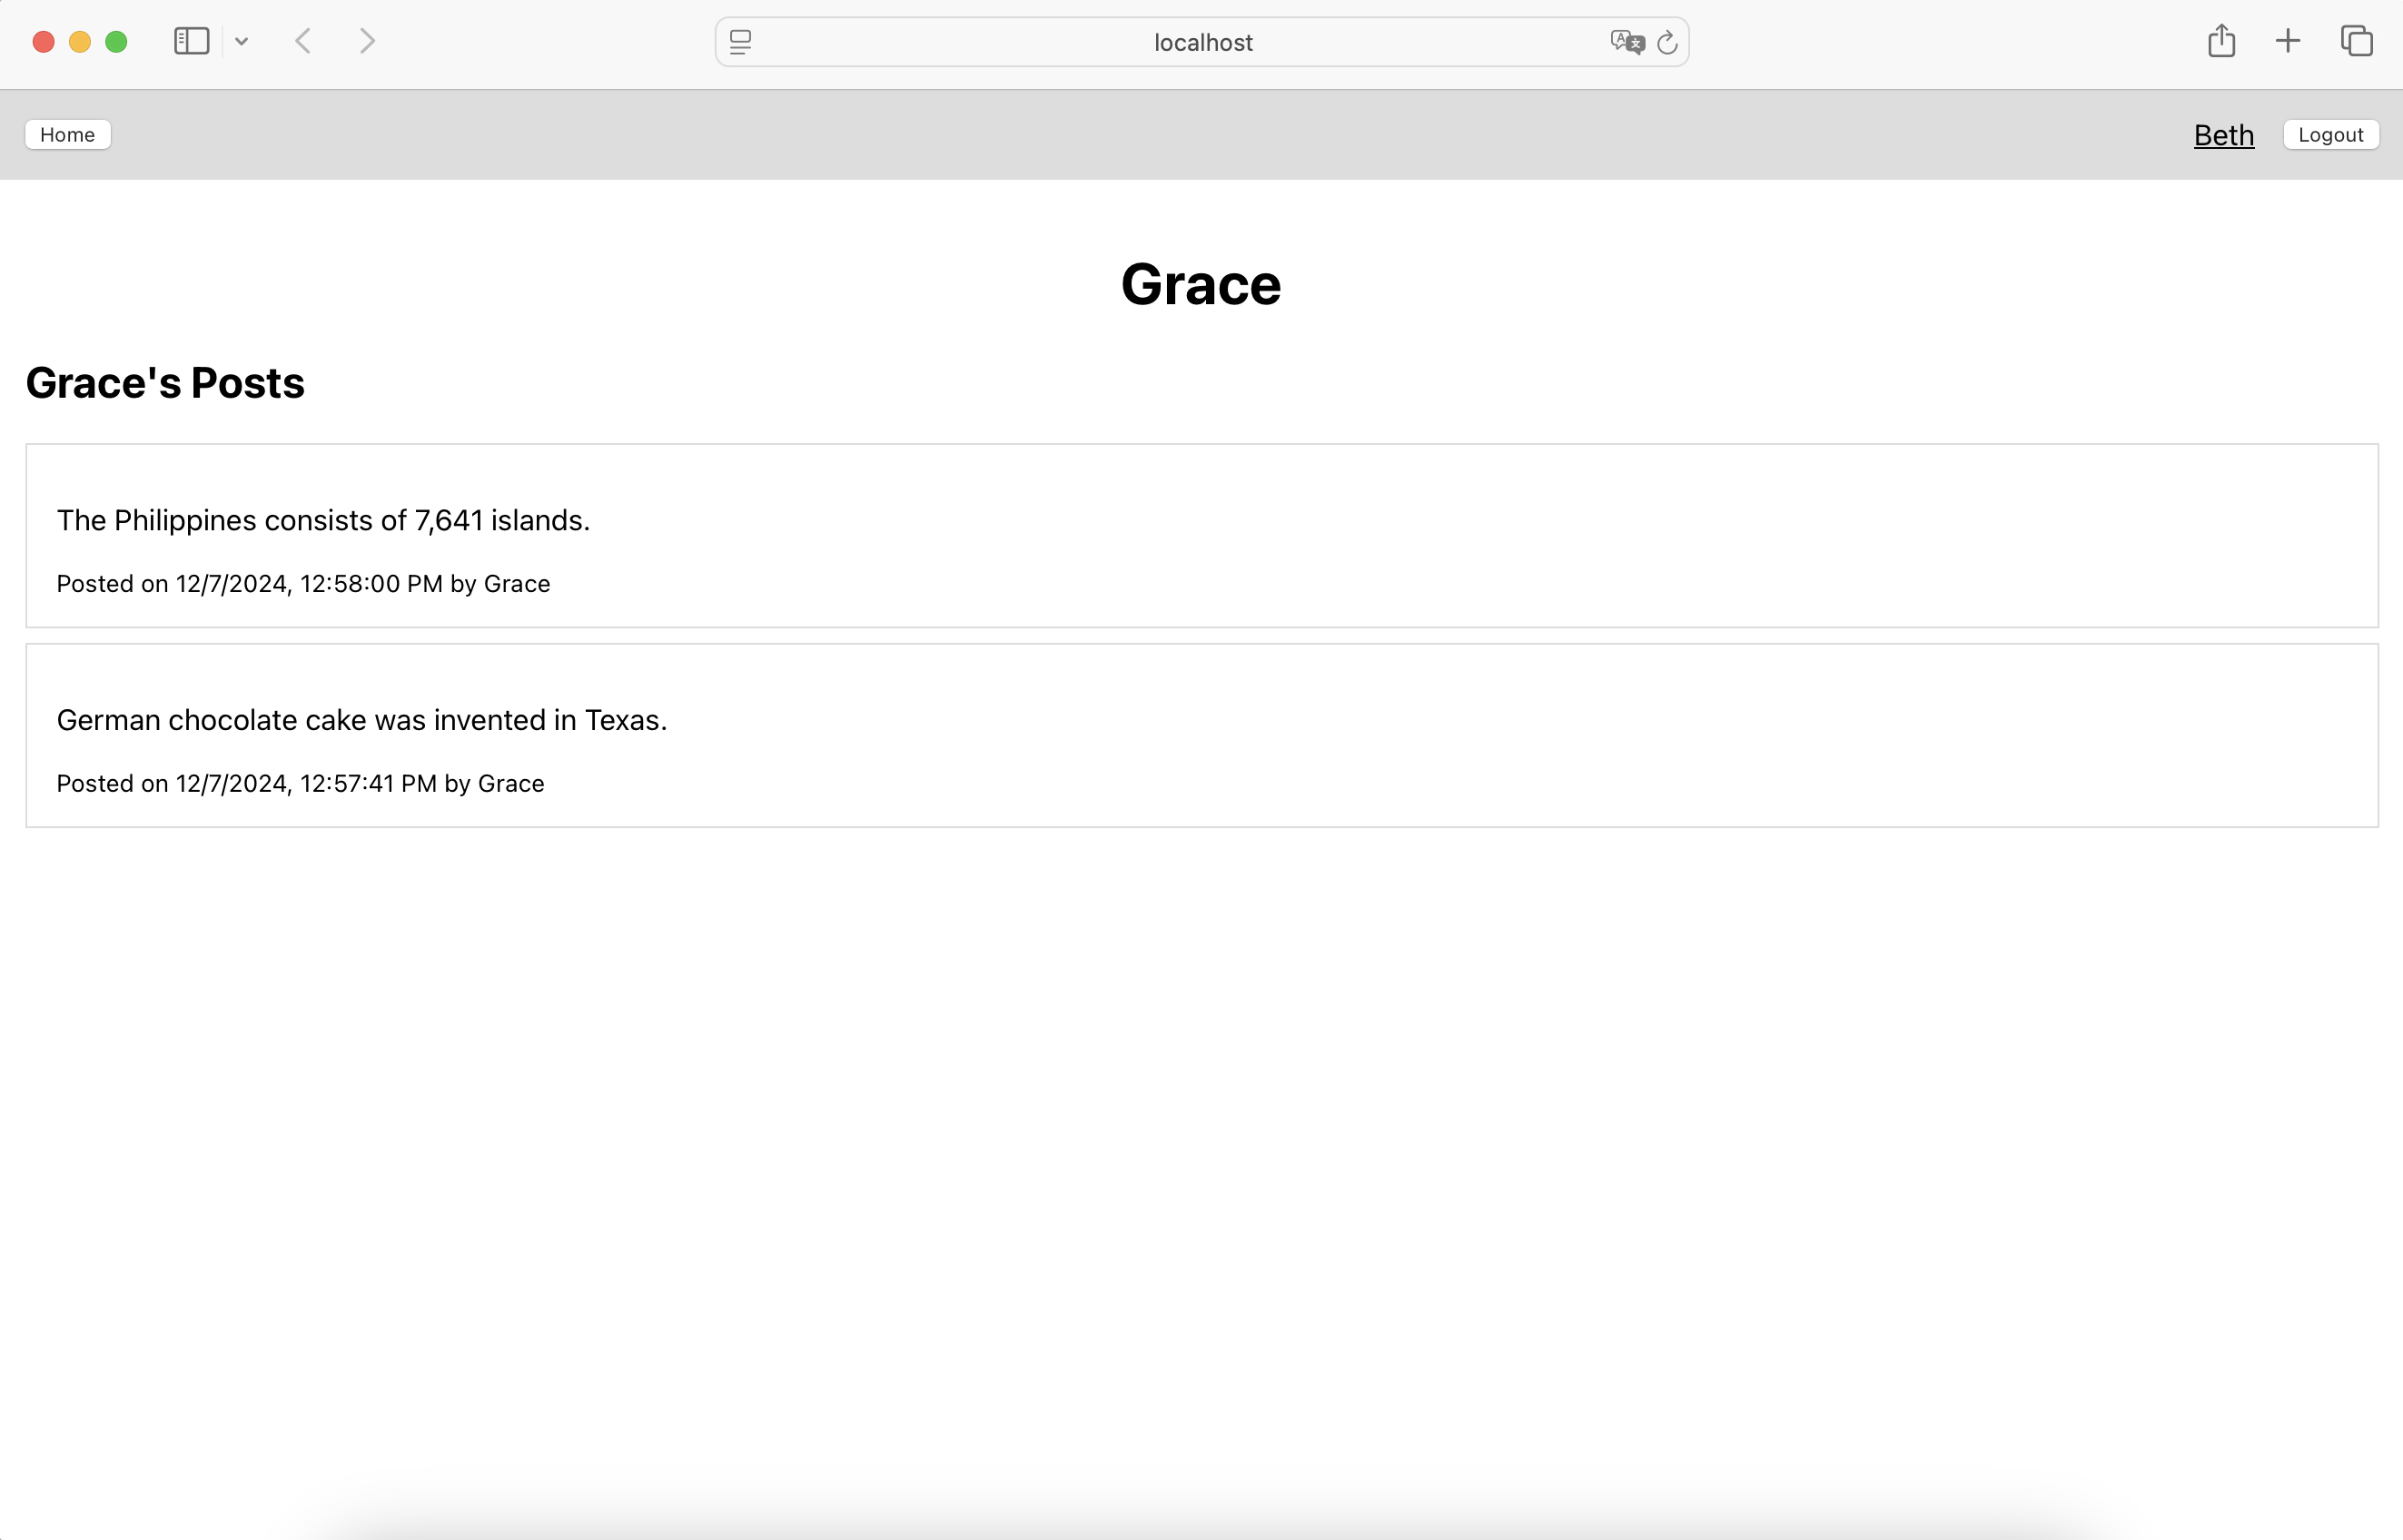 localhost
Home
Beth
Logout
Grace
Grace's Posts
The Philippines consists of 7,641 islands.
Posted on 12/7/2024, 12:58:00 PM by Grace
German chocolate cake was invented in Texas.
Posted on 12/7/2024, 12:57:41 PM by Grace